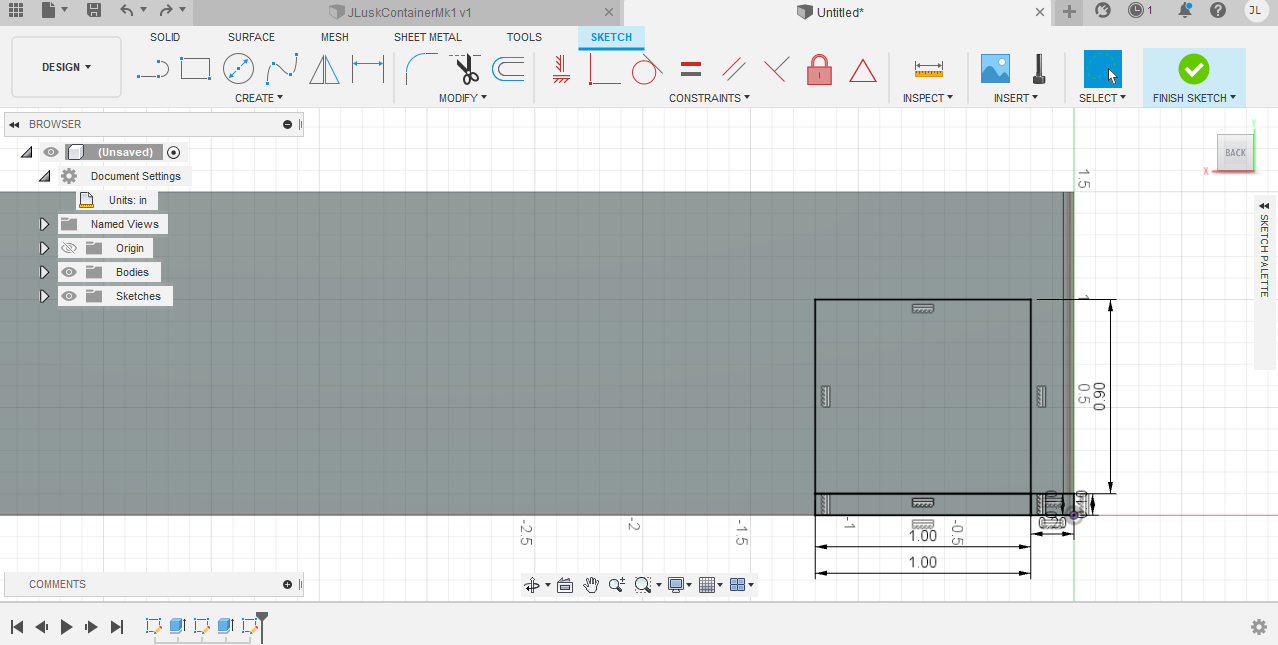 JLuskContainerMk1 v1
Untitled*
1
JL
SOLID
SURFACE
MESH
SHEET METAL
TOOLS
SKETCH
DESIGN
CREATE
MODIFY
CONSTRAINTS
INSPECT
INSERT
SELECT
FINISH SKETCH
BROWSER
(Unsaved)
Document Settings
Units: in
Named Views
Origin
Bodies
Sketches
Y
BACK
X
SKETCH PALETTE
1.5
0.5
0.90
-2.5
-2
-1.5
-1
-0.5
1.00
1.00
COMMENTS